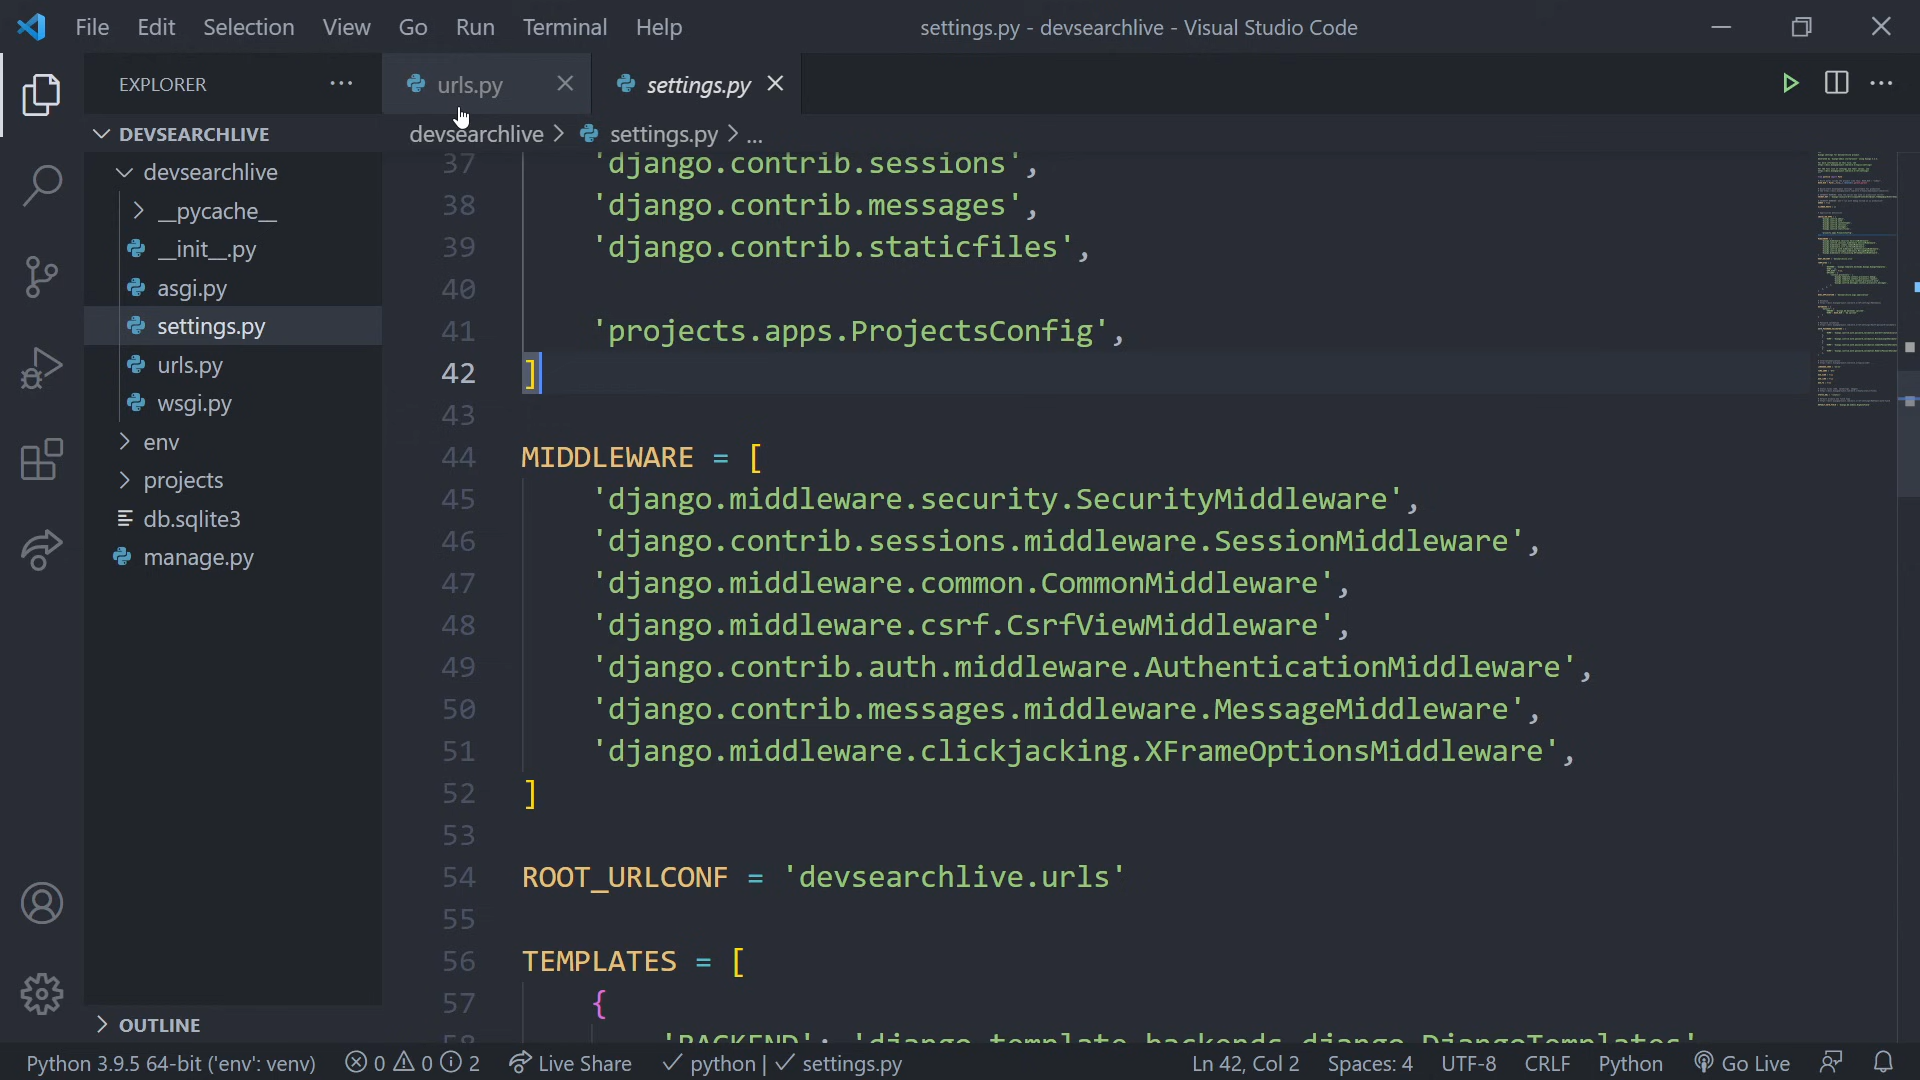 File Edit Selection View Go Run Terminal Help
settings.py - devsearchlive - Visual Studio Code
EXPLORER
urls.py
settings.py
DEVSEARCHLIVE
devsearchlive > settings.py > ...
devsearchlive
__pycache__
__init__.py
asgi.py
settings.py
urls.py
wsgi.py
env
projects
db.sqlite3
manage.py
OUTLINE
37 'django.contrib.sessions',
38 'django.contrib.messages',
39 'django.contrib.staticfiles',
40
41 'projects.apps.ProjectsConfig',
42 ]
43
44 MIDDLEWARE = [
45 'django.middleware.security.SecurityMiddleware',
46 'django.contrib.sessions.middleware.SessionMiddleware',
47 'django.middleware.common.CommonMiddleware',
48 'django.middleware.csrf.CsrfViewMiddleware',
49 'django.contrib.auth.middleware.AuthenticationMiddleware',
50 'django.contrib.messages.middleware.MessageMiddleware',
51 'django.middleware.clickjacking.XFrameOptionsMiddleware',
52 ]
53
54 ROOT_URLCONF = 'devsearchlive.urls'
55
56 TEMPLATES = [
57 {
58 'BACKEND': 'django.template.backends.django.DjangoTemplates'
Python 3.9.5 64-bit ('env': venv) 0 0 2 Live Share python | settings.py Ln 42, Col 2 Spaces: 4 UTF-8 CRLF Python Go Live